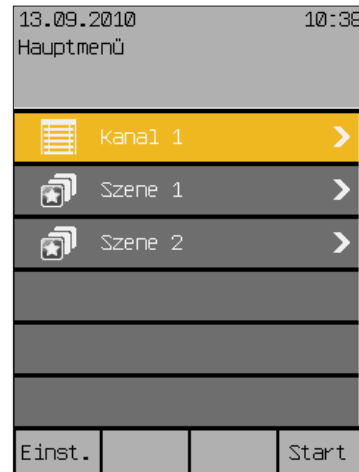 13.09.2010 10:38
Hauptmenü
Kanal 1
Szene 1
Szene 2
Einst. Start